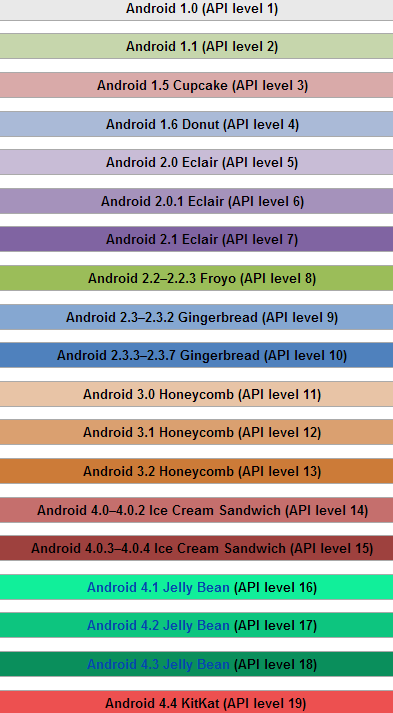 Android 1.0 (API level 1)
Android 1.1 (API level 2)
Android 1.5 Cupcake (API level 3)
Android 1.6 Donut (API level 4)
Android 2.0 Eclair (API level 5)
Android 2.0.1 Eclair (API level 6)
Android 2.1 Eclair (API level 7)
Android 2.2–2.2.3 Froyo (API level 8)
Android 2.3–2.3.2 Gingerbread (API level 9)
Android 2.3.3–2.3.7 Gingerbread (API level 10)
Android 3.0 Honeycomb (API level 11)
Android 3.1 Honeycomb (API level 12)
Android 3.2 Honeycomb (API level 13)
Android 4.0–4.0.2 Ice Cream Sandwich (API level 14)
Android 4.0.3–4.0.4 Ice Cream Sandwich (API level 15)
Android 4.1 Jelly Bean (API level 16)
Android 4.2 Jelly Bean (API level 17)
Android 4.3 Jelly Bean (API level 18)
Android 4.4 KitKat (API level 19)